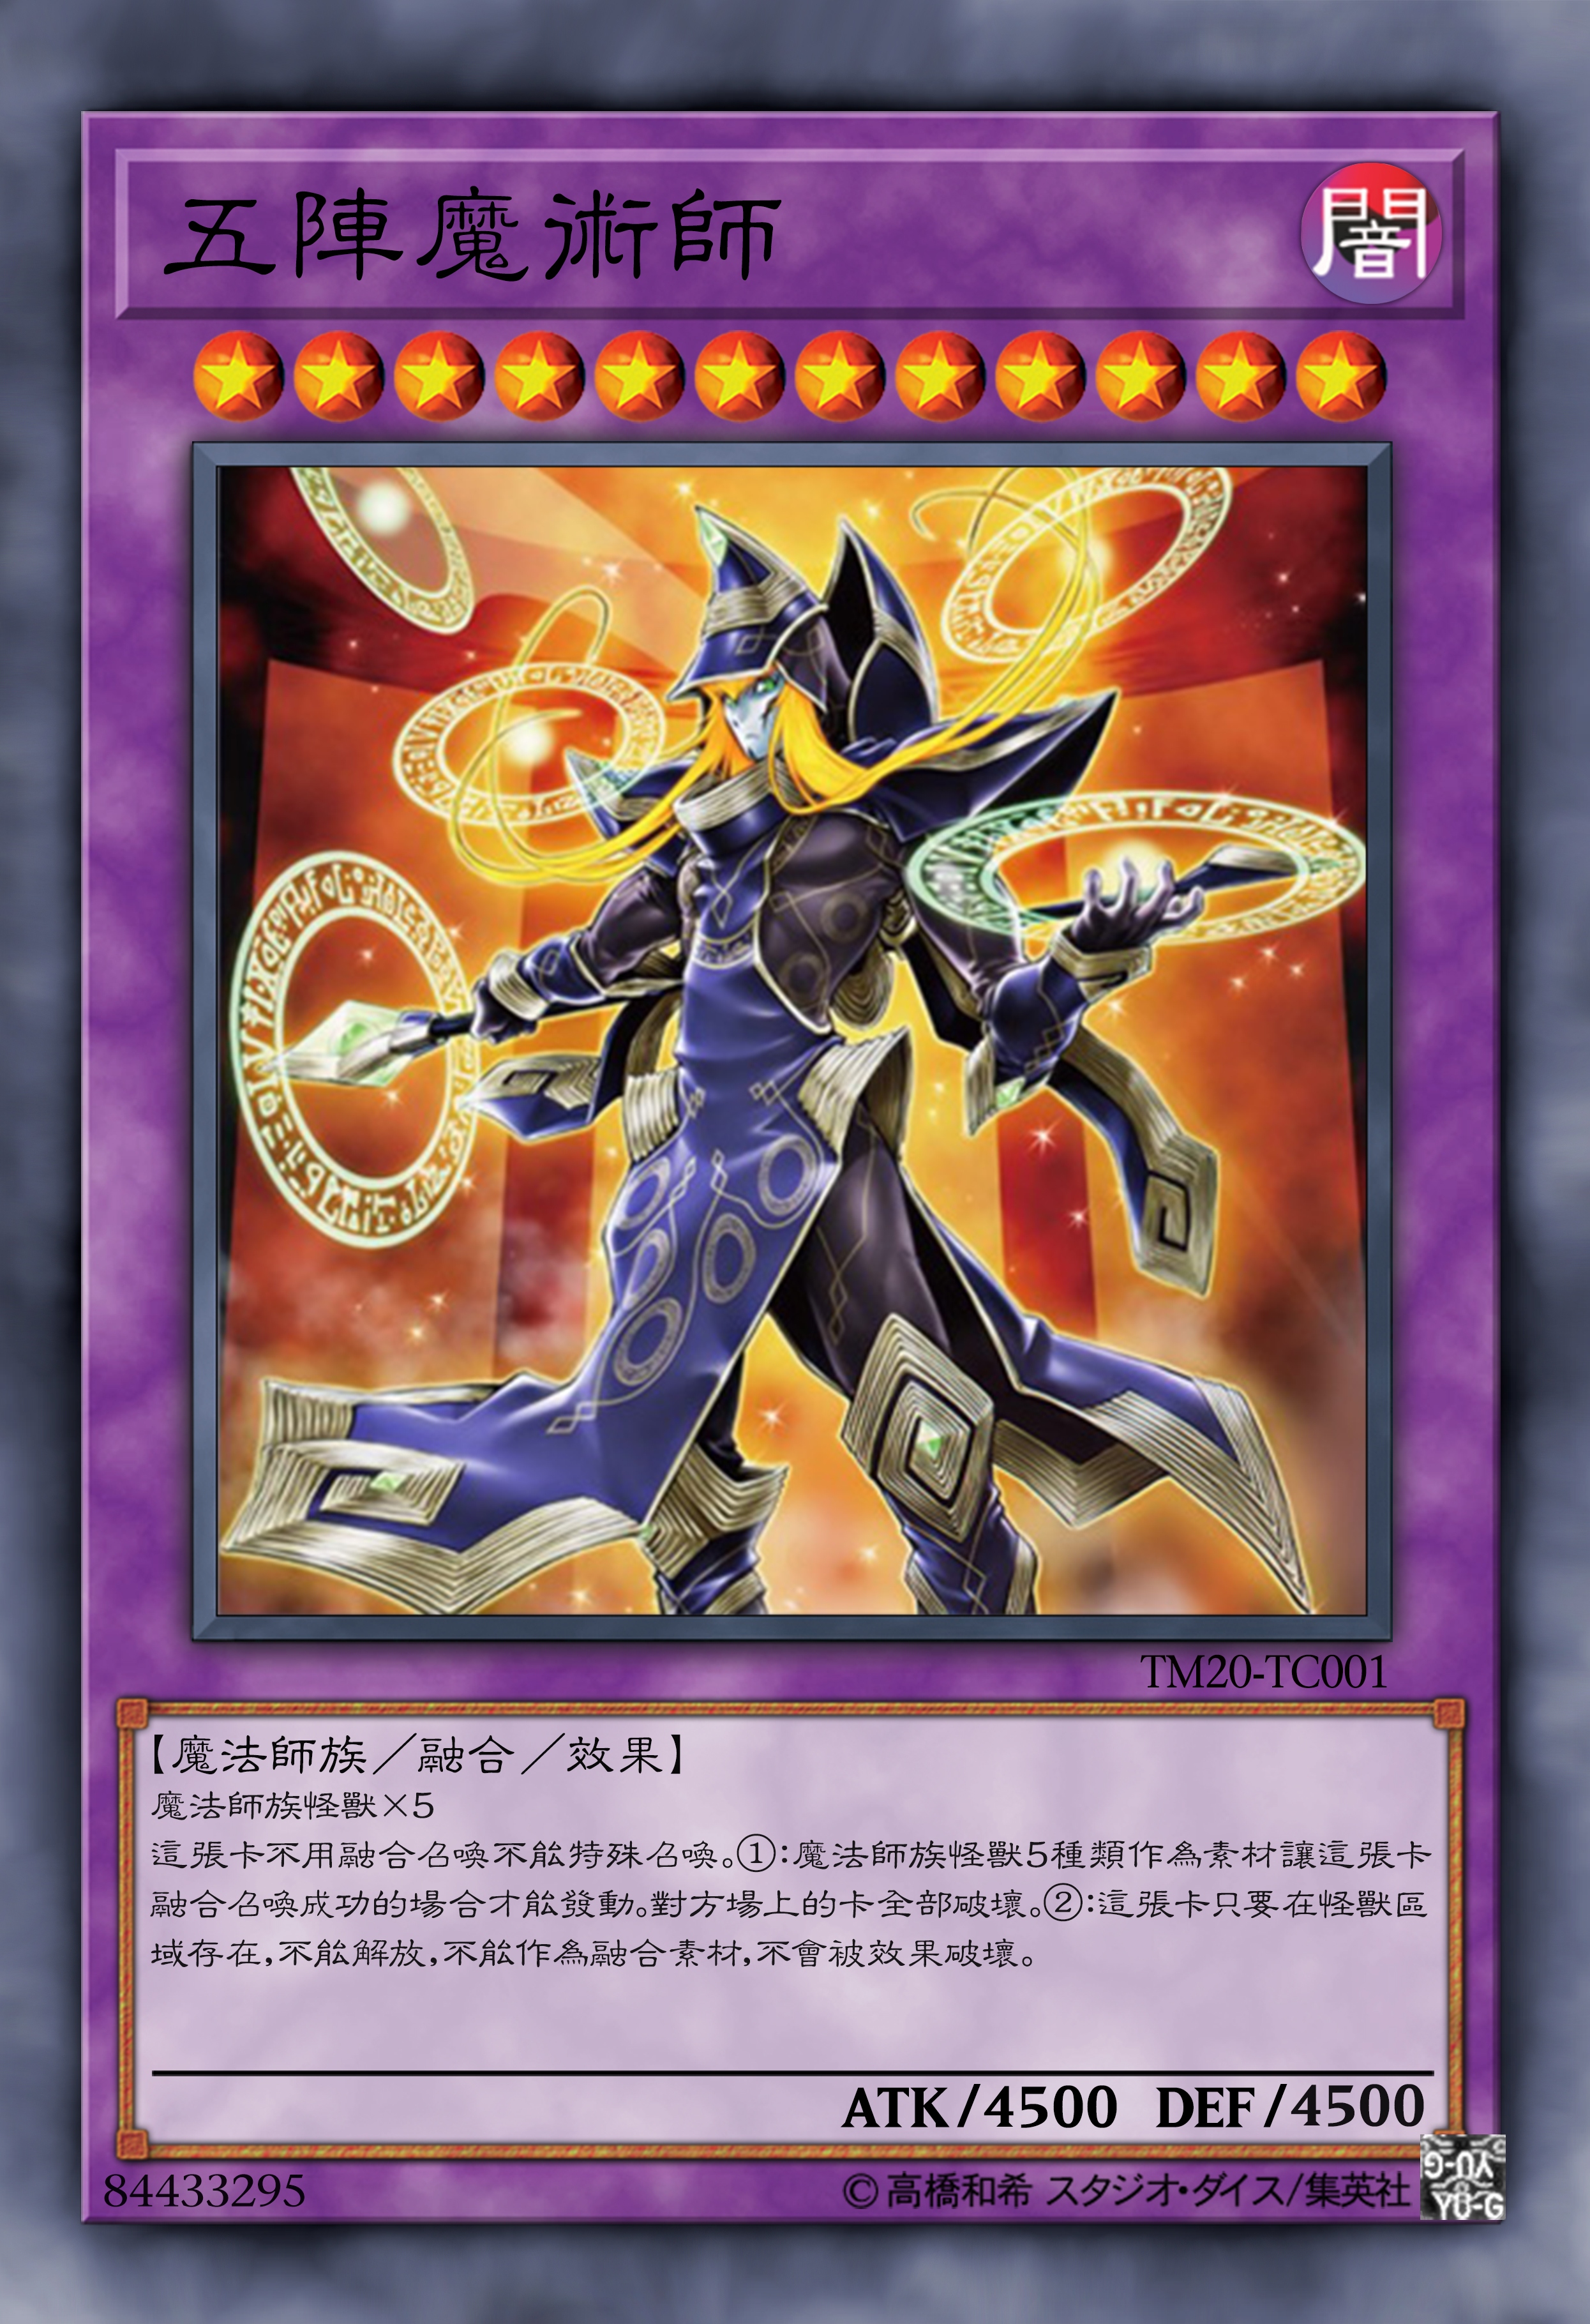 五陣魔術師
闇
TM20-TC001
【魔法師族／融合／效果】
魔法師族怪獸×5
這張卡不用融合召喚不能特殊召喚。①:魔法師族怪獸5種類作為素材讓這張卡
融合召喚成功的場合才能發動。對方場上的卡全部破壞。②:這張卡只要在怪獸區
域存在,不能解放,不能作為融合素材,不會被效果破壞。
ATK/4500 DEF/4500
84433295
©高橋和希 スタジオ・ダイス/集英社
YU-G
YU-G